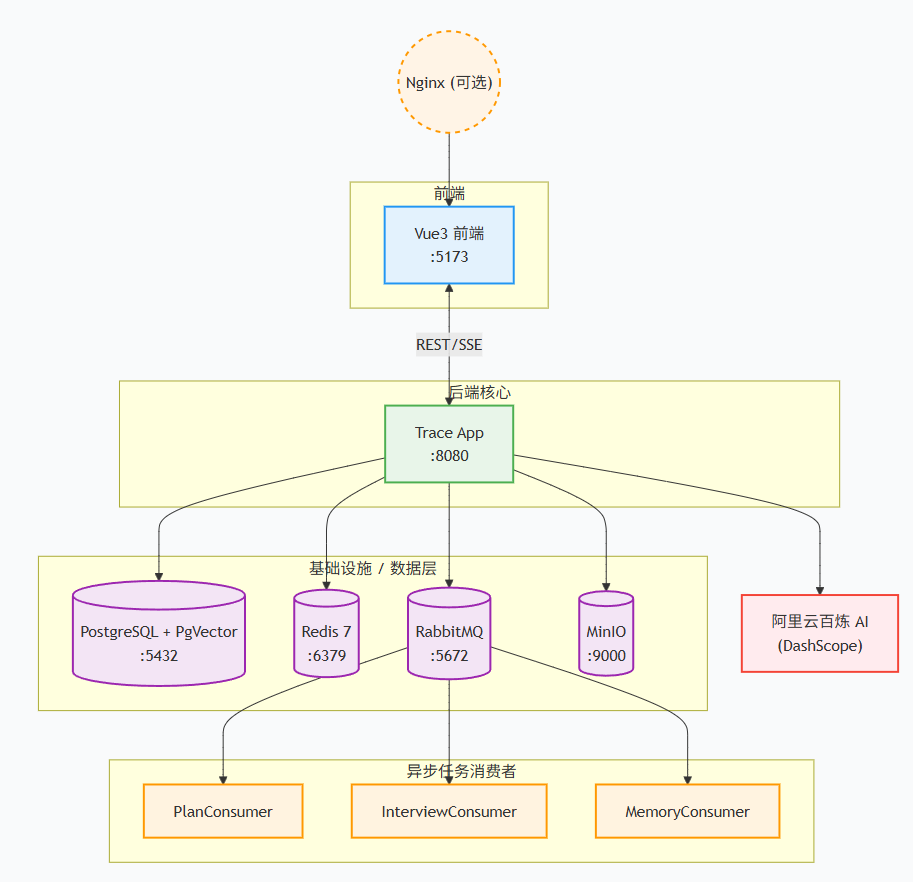 Nginx (可选)
前端
Vue3 前端
:5173
REST/SSE
后端核心
Trace App
:8080
基础设施 / 数据层
PostgreSQL + PgVector
:5432
Redis 7
:6379
RabbitMQ
:5672
MinIO
:9000
阿里云百炼 AI
(DashScope)
异步任务消费者
PlanConsumer
InterviewConsumer
MemoryConsumer